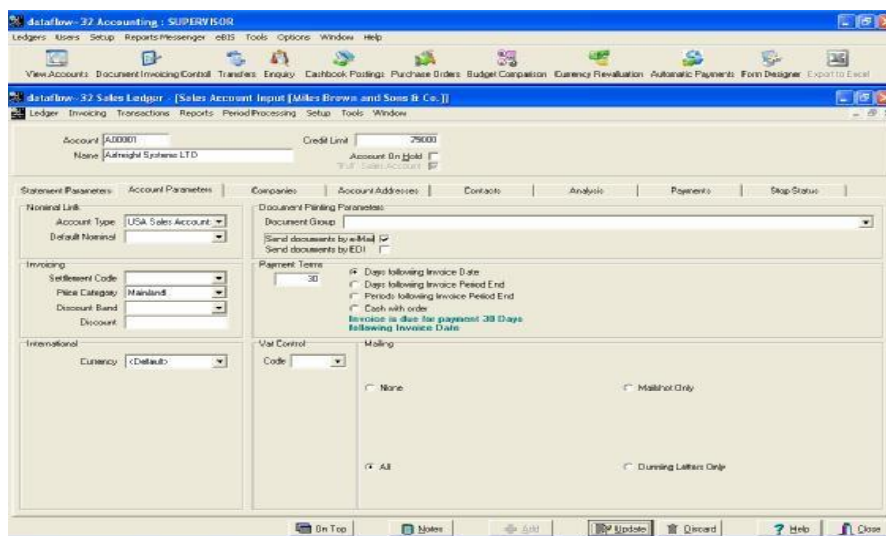 dataflow-32 Accounting : SUPERVISOR
Ledgers Users Setup Reports Messenger eBIS Tools Options Window Help
View Accounts Document Invoicing Control Transfers Enquiry Cashbook Postings Purchase Orders Budget Comparison Currency Revaluation Automatic Payments Form Designer Export to Excel
dataflow-32 Sales Ledger - [Sales Account Input [Miles Brown and Sons & Co. ]]
Ledger Invoicing Transactions Reports Period Processing Setup Tools Window
Account A00001 Credit Limit 75000
Name Airfreight Systems LTD Account On Hold
Sales Account
Statement Parameters Account Parameters Companies Account Addresses Contacts Analysis Payments Stop Status
Nominal Link Document Printing Parameters
Account Type USA Sales Account Document Group
Default Nominal Send documents by e-Mail
Send documents by EDI
Invoicing Payment Terms
Settlement Code 30 Days following Invoice Date
Price Category Mainland Days following Invoice Period End
Discount Band Periods following Invoice Period End
Discount Cash with order
Invoice is due for payment 30 Days
following Invoice Date
International Vat Control Mailing
Currency <Default> Code
None Mailshot Only
All Dunning Letters Only
On Top Notes Add Update Discard Help Close